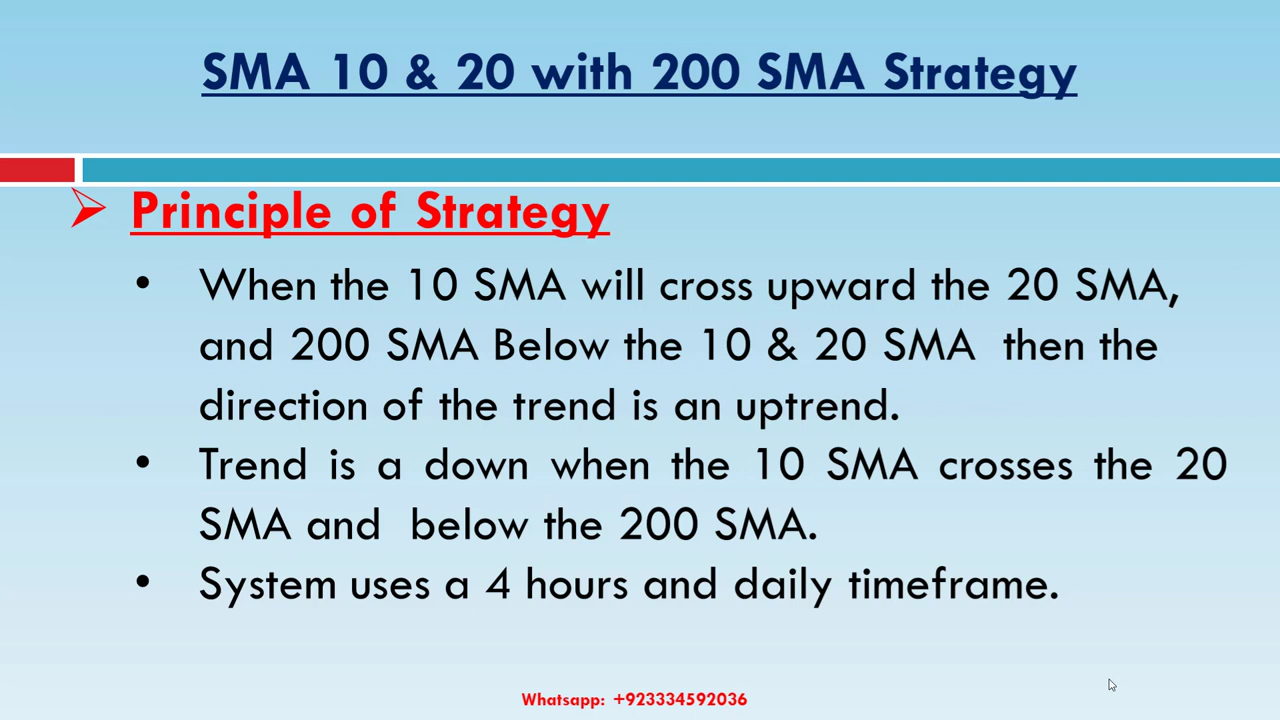 SMA 10 & 20 with 200 SMA Strategy
Principle of Strategy
• When the 10 SMA will cross upward the 20 SMA,
and 200 SMA Below the 10 & 20 SMA then the
direction of the trend is an uptrend.
• Trend is a down when the 10 SMA crosses the 20
SMA and below the 200 SMA.
• System uses a 4 hours and daily timeframe.
Whatsapp: +923334592036